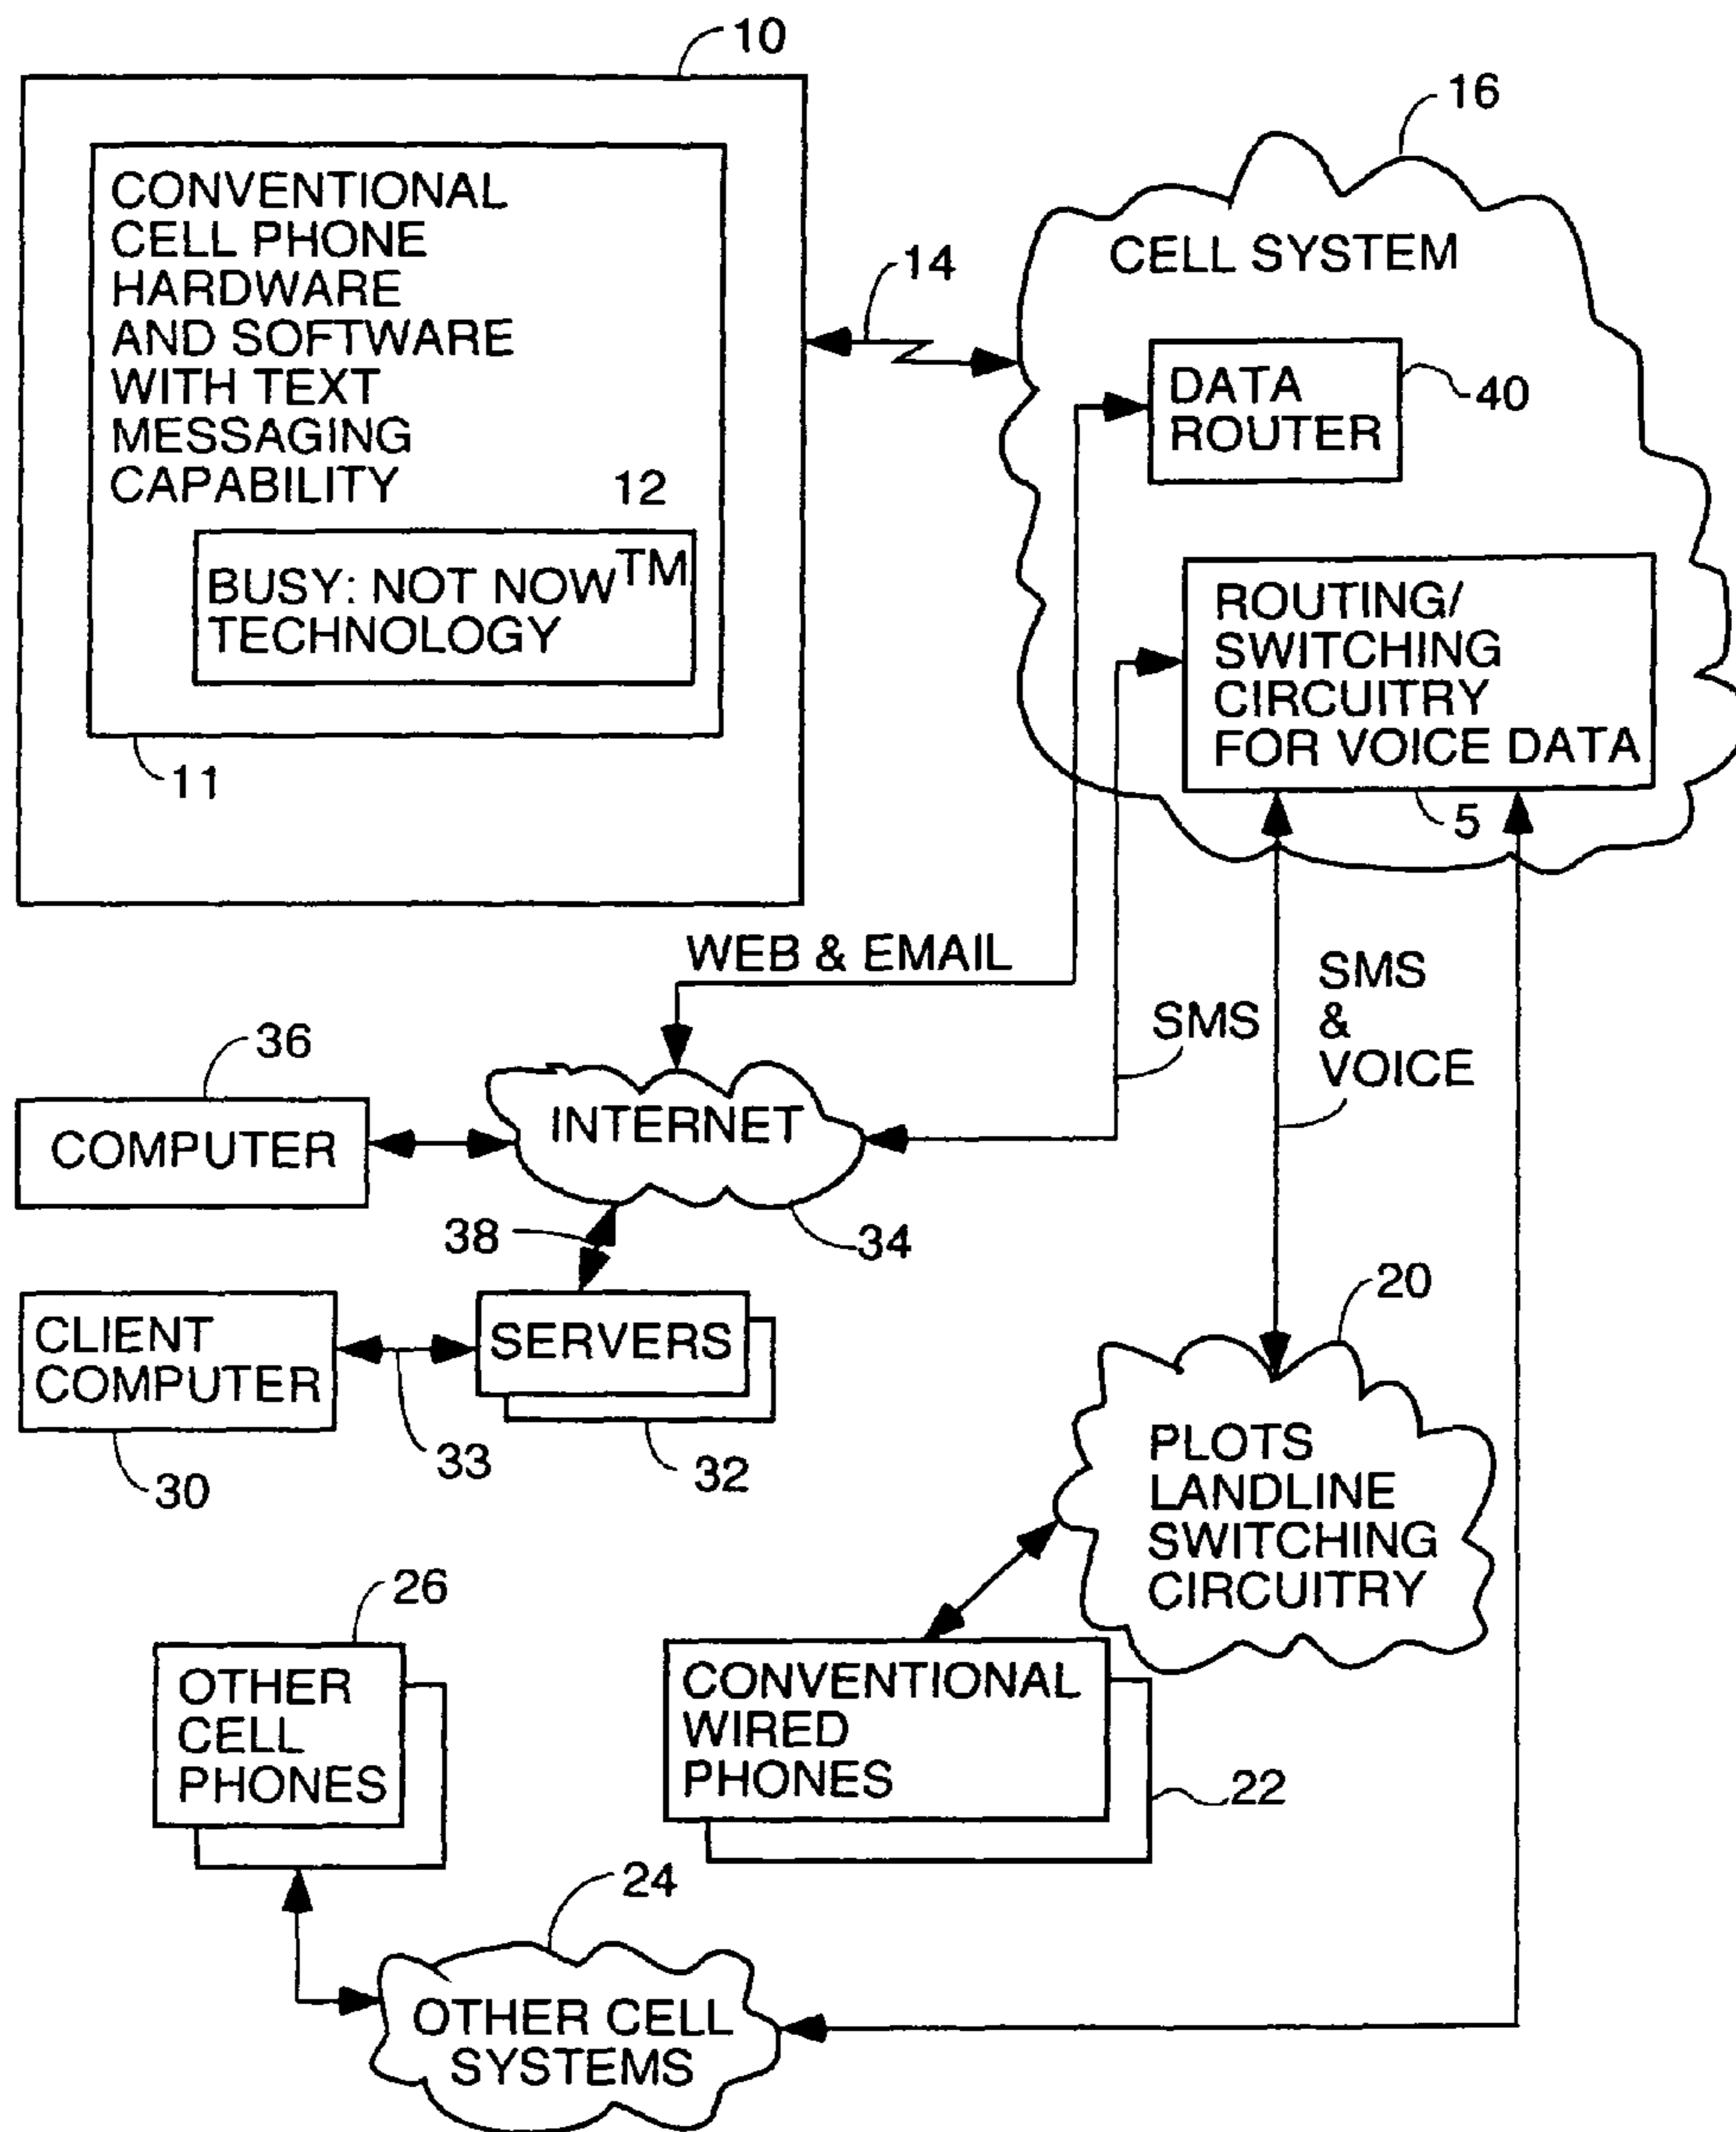 10
16
CONVENTIONAL
CELL PHONE
HARDWARE
AND SOFTWARE
WITH TEXT
MESSAGING
CAPABILITY
12
BUSY: NOT NOW™
TECHNOLOGY
11
14
CELL SYSTEM
DATA
ROUTER
40
ROUTING/
SWITCHING
CIRCUITRY
FOR VOICE DATA
5
WEB & EMAIL
SMS
SMS
&
VOICE
36
COMPUTER
INTERNET
34
38
CLIENT
COMPUTER
30
33
SERVERS
32
20
PLOTS
LANDLINE
SWITCHING
CIRCUITRY
26
OTHER
CELL
PHONES
CONVENTIONAL
WIRED
PHONES
22
24
OTHER CELL
SYSTEMS